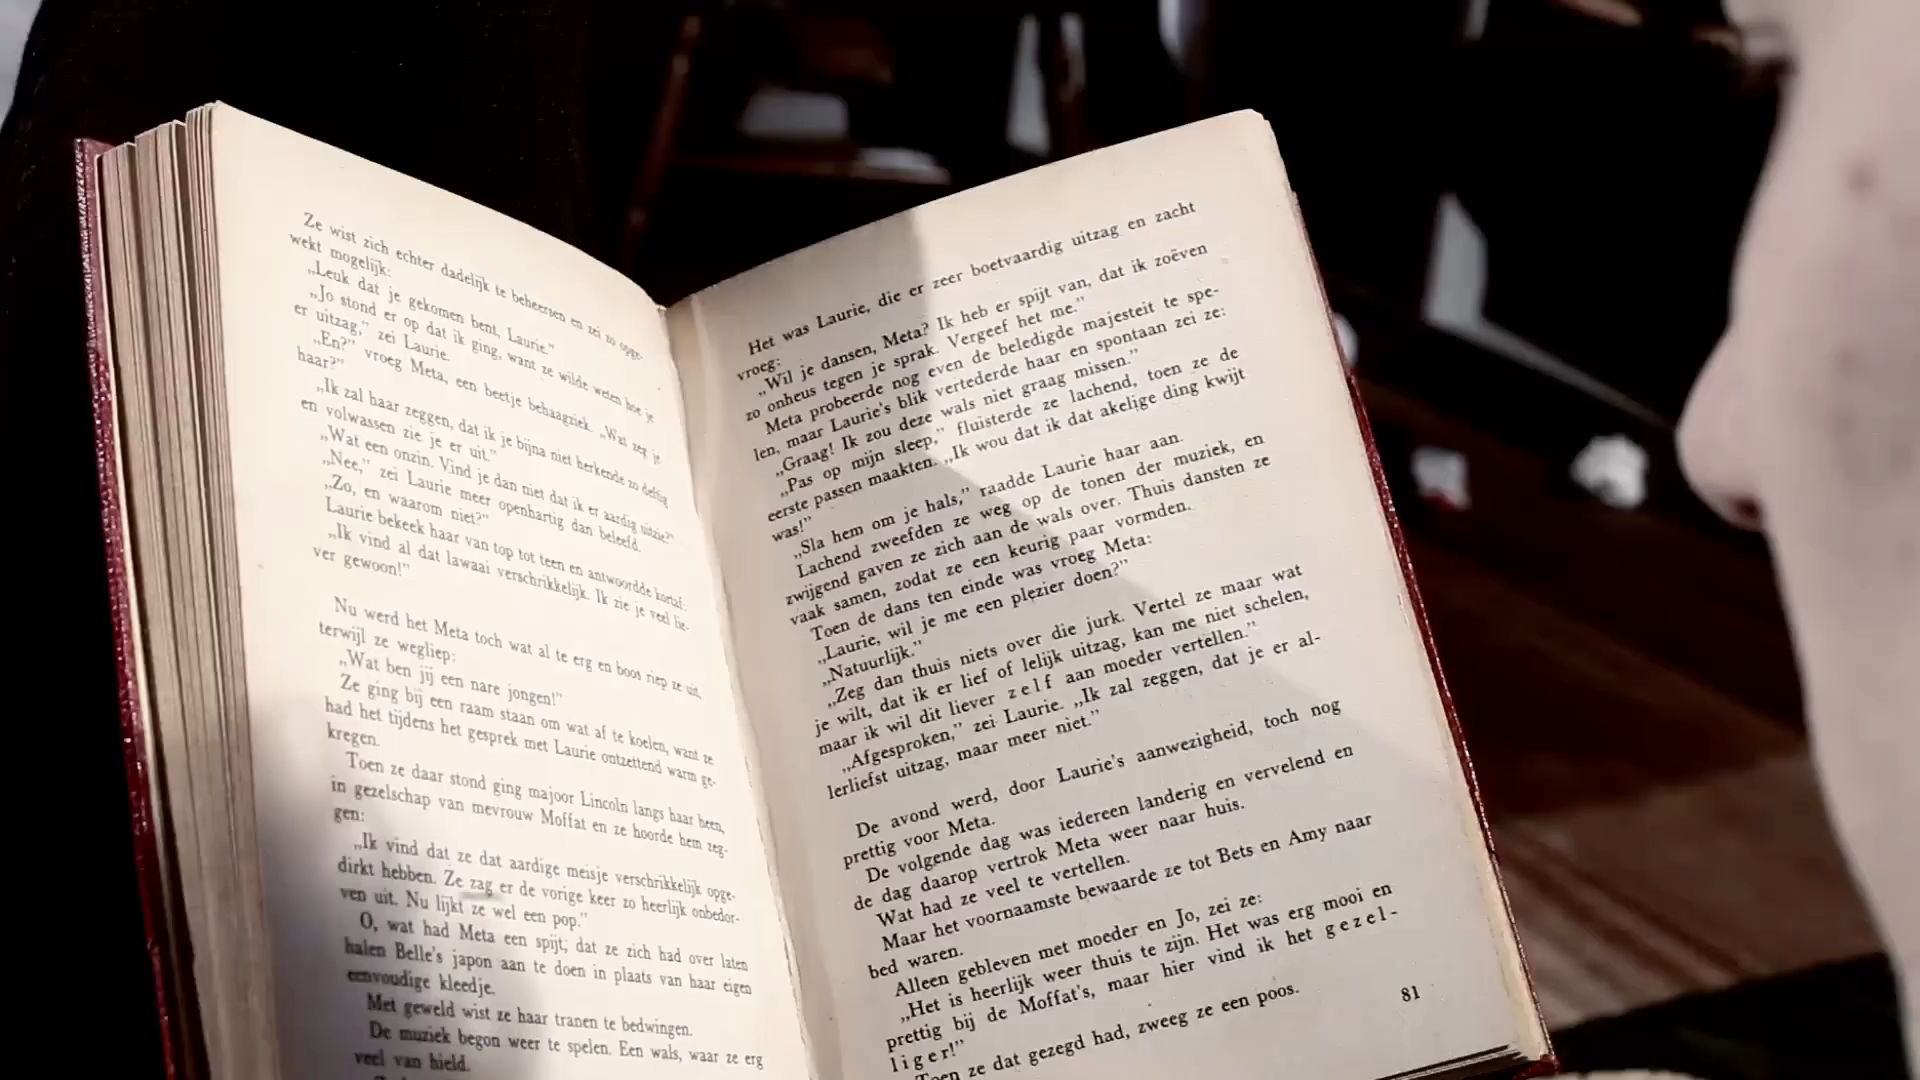 Ze wist zich echter dadelijk te beheersen en zei zo opge-
wekt mogelijk:
„Leuk dat je gekomen bent, Laurie.”
„Jo stond er op dat ik ging, want ze wilde weten hoe je
er uitzag,” zei Laurie.
„En?” vroeg Meta, een beetje behaagziek. „Wat zeg je
haar?”
„Ik zal haar zeggen, dat ik je bijna niet herkende zo deftig
en volwassen zie je er uit.”
„Wat een onzin. Vind je dan niet dat ik er aardig uitzie?”
„Nee,” zei Laurie meer openhartig dan beleefd.
„Zo, en waarom niet?”
Laurie bekeek haar van top tot teen en antwoordde kortaf:
„Ik vind al dat lawaai verschrikkelijk. Ik zie je veel lie-
ver gewoon!”
Nu werd het Meta toch wat al te erg en boos riep ze uit,
terwijl ze wegliep:
„Wat ben jij een nare jongen!”
Ze ging bij een raam staan om wat af te koelen, want ze
had het tijdens het gesprek met Laurie ontzettend warm ge-
kregen.
Toen ze daar stond ging majoor Lincoln langs haar heen,
in gezelschap van mevrouw Moffat en ze hoorde hem zeg-
gen:
„Ik vind dat ze dat aardige meisje verschrikkelijk opge-
dirkt hebben. Ze zag er de vorige keer zo heerlijk onbedor-
ven uit. Nu lijkt ze wel een pop.”
O, wat had Meta een spijt, dat ze zich had over laten
halen Belle's japon aan te doen in plaats van haar eigen
eenvoudige kleedje.
Met geweld wist ze haar tranen te bedwingen.
De muziek begon weer te spelen. Een wals, waar ze erg
veel van hield.
Het was Laurie, die er zeer boetvaardig uitzag en zacht
vroeg:
„Wil je dansen, Meta? Ik heb er spijt van, dat ik zoëven
zo onheus tegen je sprak. Vergeef het me.”
Meta probeerde nog even de beledigde majesteit te spe-
len, maar Laurie's blik vertederde haar en spontaan zei ze:
„Graag! Ik zou deze wals niet graag missen.”
„Pas op mijn sleep,” fluisterde ze lachend, toen ze de
eerste passen maakten. „Ik wou dat ik dat akelige ding kwijt
was!”
„Sla hem om je hals,” raadde Laurie haar aan.
Lachend zweefden ze weg op de tonen der muziek, en
zwijgend gaven ze zich aan de wals over. Thuis dansten ze
vaak samen, zodat ze een keurig paar vormden.
Toen de dans ten einde was vroeg Meta:
„Laurie, wil je me een plezier doen?”
„Natuurlijk.”
„Zeg dan thuis niets over die jurk. Vertel ze maar wat
je wilt, dat ik er lief of lelijk uitzag, kan me niet schelen,
maar ik wil dit liever zelf aan moeder vertellen.”
„Afgesproken,” zei Laurie. „Ik zal zeggen, dat je er al-
lerliefst uitzag, maar meer niet.”
De avond werd, door Laurie's aanwezigheid, toch nog
prettig voor Meta.
De volgende dag was iedereen landerig en vervelend en
de dag daarop vertrok Meta weer naar huis.
Wat had ze veel te vertellen.
Maar het voornaamste bewaarde ze tot Bets en Amy naar
bed waren.
Alleen gebleven met moeder en Jo, zei ze:
„Het is heerlijk weer thuis te zijn. Het was erg mooi en
prettig bij de Moffat's, maar hier vind ik het gezel-
liger!”
Toen ze dat gezegd had, zweeg ze een poos.
81